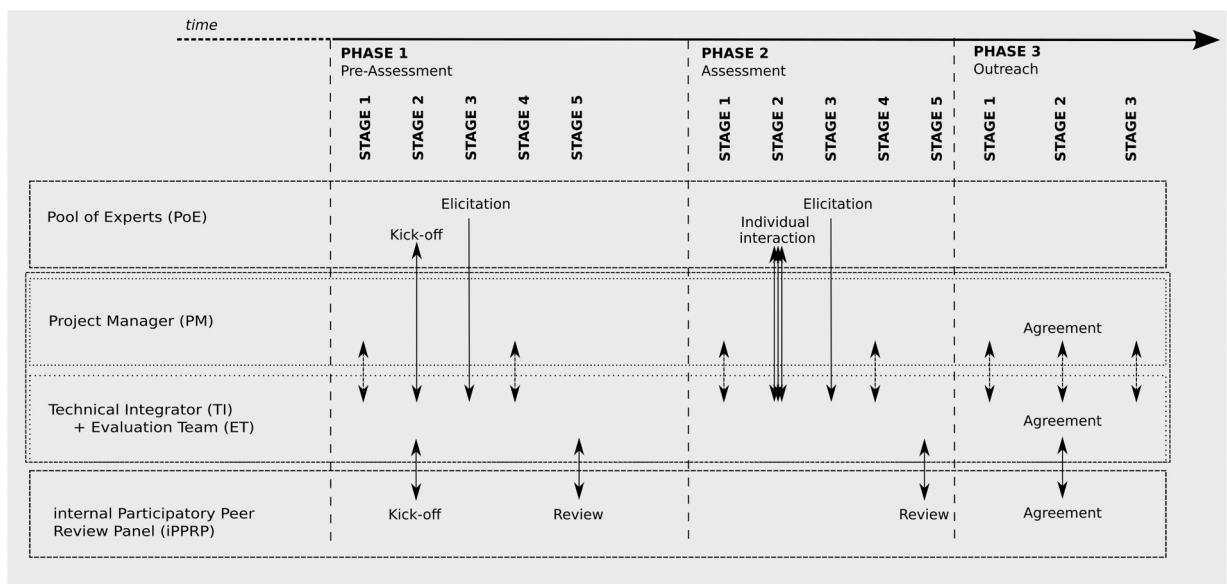 time
PHASE 1
Pre-Assessment
PHASE 2
Assessment
PHASE 3
Outreach
STAGE 1
STAGE 2
STAGE 3
STAGE 4
STAGE 5
STAGE 1
STAGE 2
STAGE 3
STAGE 4
STAGE 5
STAGE 1
STAGE 2
STAGE 3
Pool of Experts (PoE)
Elicitation
Kick-off
Elicitation
Individual
interaction
Project Manager (PM)
Agreement
Technical Integrator (TI)
+ Evaluation Team (ET)
Agreement
internal Participatory Peer
Review Panel (iPPRP)
Kick-off
Review
Review
Agreement